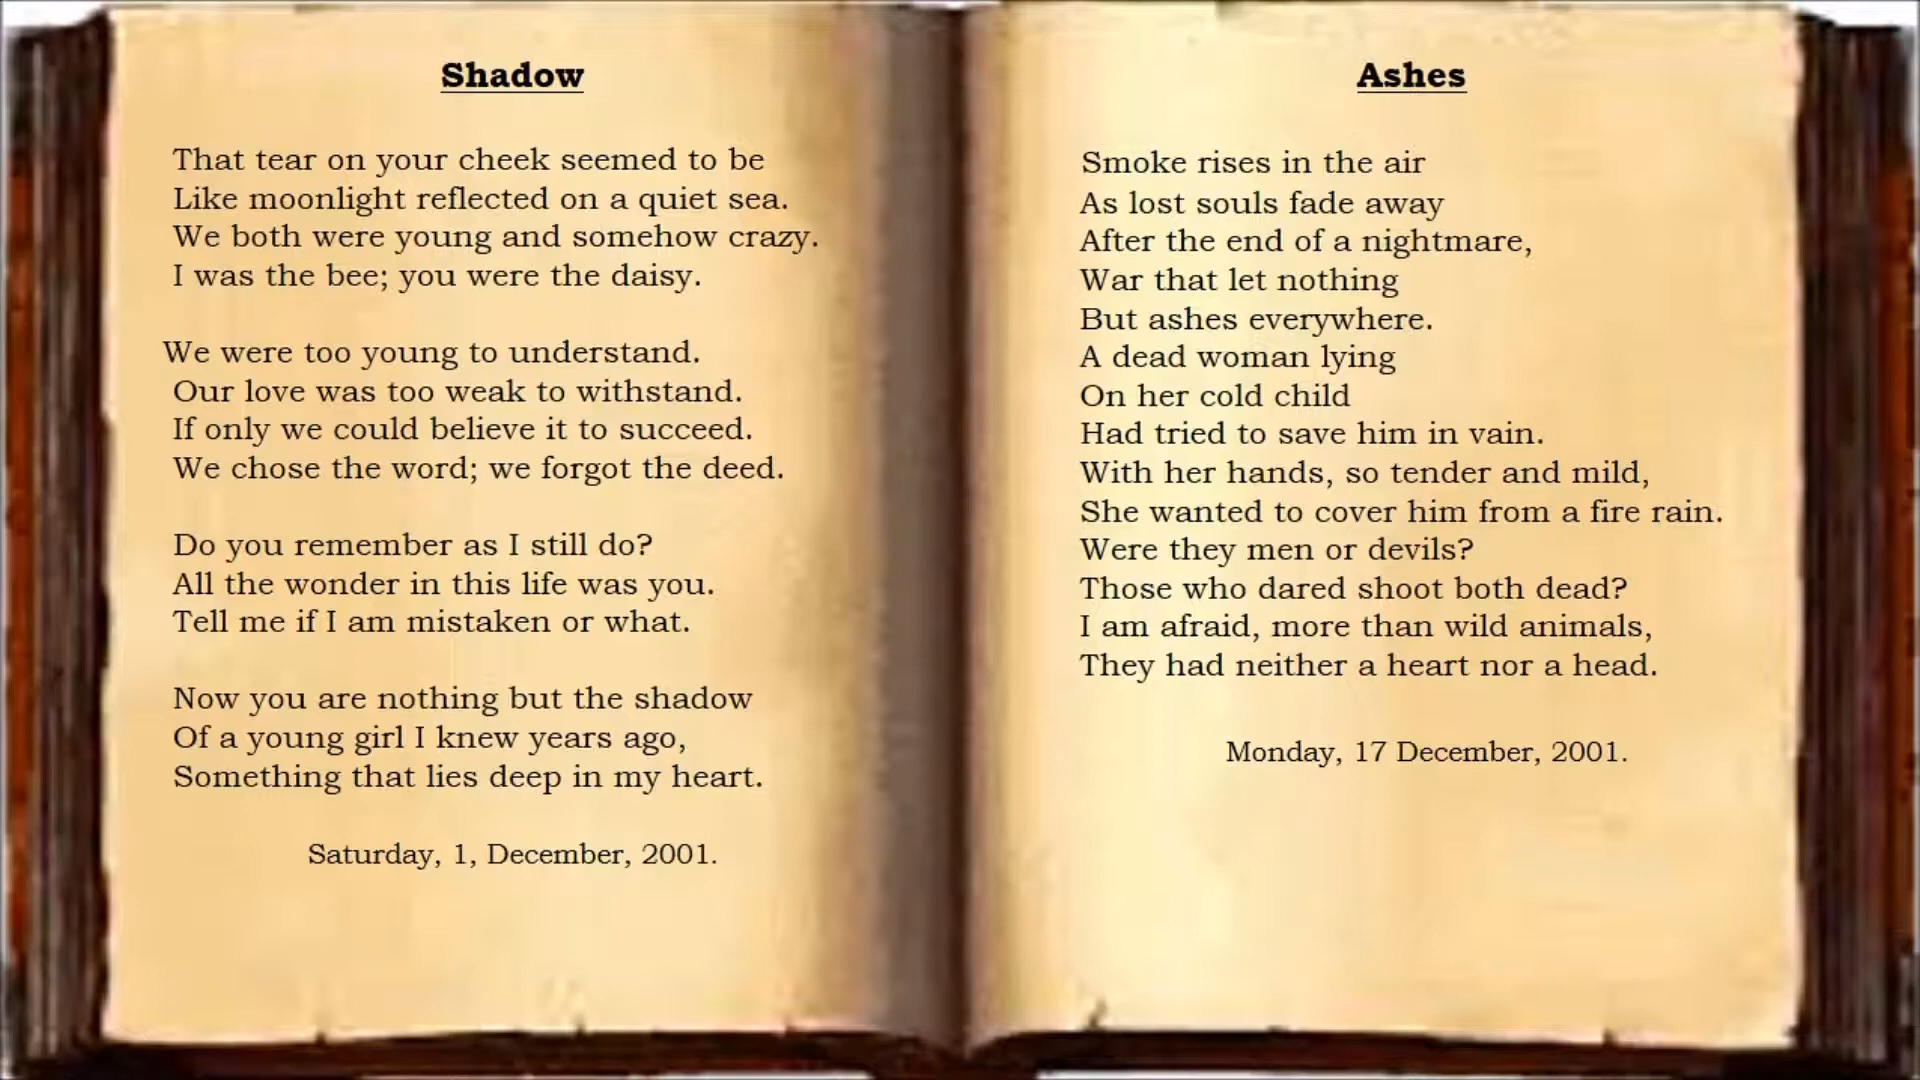 Shadow
That tear on your cheek seemed to be
Like moonlight reflected on a quiet sea.
We both were young and somehow crazy.
I was the bee; you were the daisy.
We were too young to understand.
Our love was too weak to withstand.
If only we could believe it to succeed.
We chose the word; we forgot the deed.
Do you remember as I still do?
All the wonder in this life was you.
Tell me if I am mistaken or what.
Now you are nothing but the shadow
Of a young girl I knew years ago,
Something that lies deep in my heart.
Saturday, 1, December, 2001.
Ashes
Smoke rises in the air
As lost souls fade away
After the end of a nightmare,
War that let nothing
But ashes everywhere.
A dead woman lying
On her cold child
Had tried to save him in vain.
With her hands, so tender and mild,
She wanted to cover him from a fire rain.
Were they men or devils?
Those who dared shoot both dead?
I am afraid, more than wild animals,
They had neither a heart nor a head.
Monday, 17 December, 2001.